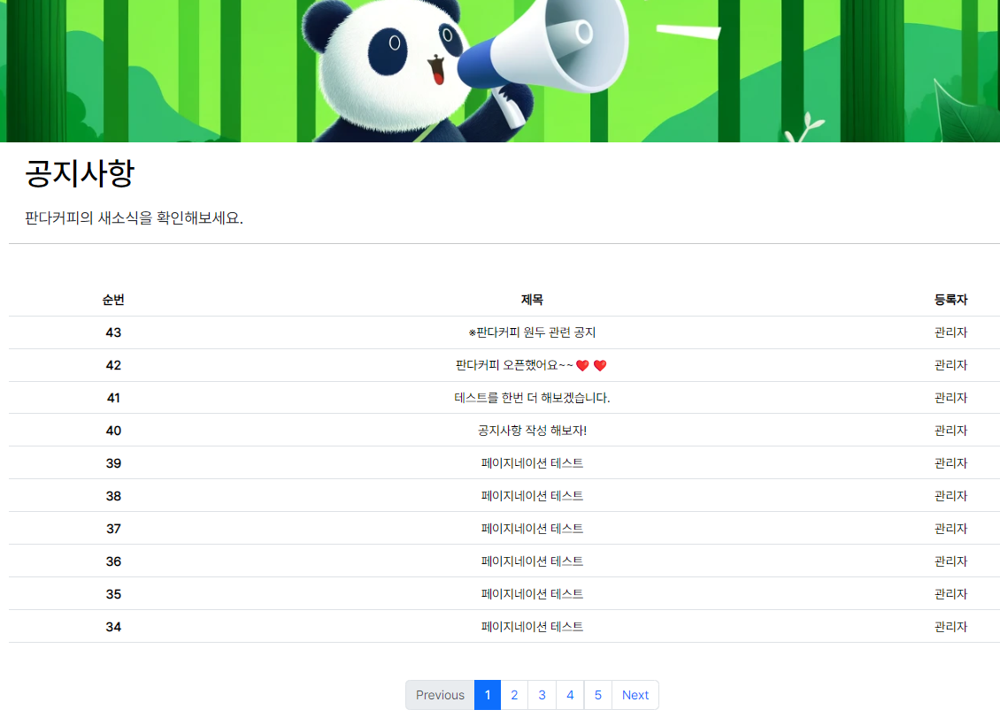 공지사항
판다커피의 새소식을 확인해보세요.
순번 제목 등록자
43 ※판다커피 원두 관련 공지 관리자
42 판다커피 오픈했어요~~❤️ ❤️ 관리자
41 테스트를 한번 더 해보겠습니다. 관리자
40 공지사항 작성 해보자! 관리자
39 페이지네이션 테스트 관리자
38 페이지네이션 테스트 관리자
37 페이지네이션 테스트 관리자
36 페이지네이션 테스트 관리자
35 페이지네이션 테스트 관리자
34 페이지네이션 테스트 관리자
Previous 1 2 3 4 5 Next